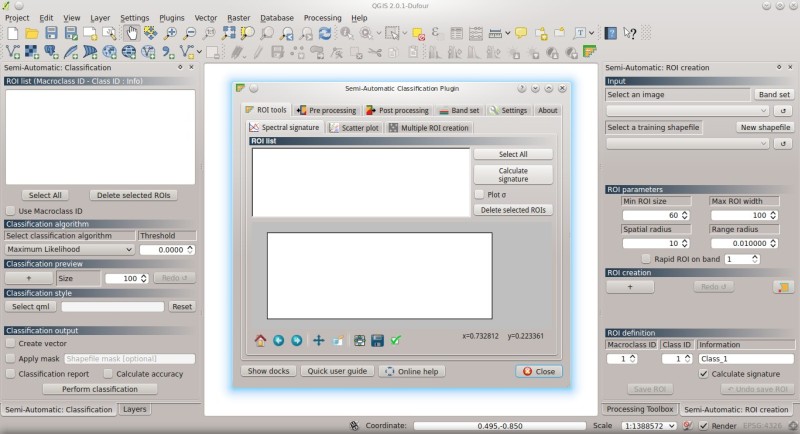 QGIS 2.0.1-Dufour
Project Edit View Layer Settings Plugins Vector Raster Database Processing Help
Semi-Automatic: Classification
ROI list (Macroclass ID - Class ID : Info)
Select All Delete selected ROIs
Use Macroclass ID
Classification algorithm
Select classification algorithm Threshold
Maximum Likelihood 0.0000
Classification preview
+ Size 100 Redo
Classification style
Select qml Reset
Classification output
Create vector
Apply mask Shapefile mask [optional]
Classification report Calculate accuracy
Perform classification
Semi-Automatic: Classification Layers
Semi-Automatic Classification Plugin
ROI tools Pre processing Post processing Band set Settings About
Spectral signature Scatter plot Multiple ROI creation
ROI list
Select All
Calculate
signature
Plot σ
Delete selected ROIs
x=0.732812 y=0.223361
Show docks Quick user guide Online help Close
Semi-Automatic: ROI creation
Input
Select an image Band set
Select a training shapefile New shapefile
ROI parameters
Min ROI size Max ROI width
60 100
Spatial radius Range radius
10 0.010000
Rapid ROI on band 1
ROI creation
+ Redo
ROI definition
Macroclass ID Class ID Information
1 1 Class_1
Calculate signature
Save ROI Undo save ROI
Processing Toolbox Semi-Automatic: ROI creation
Coordinate: 0.495,-0.850 Scale 1:1388572 Render EPSG:4326